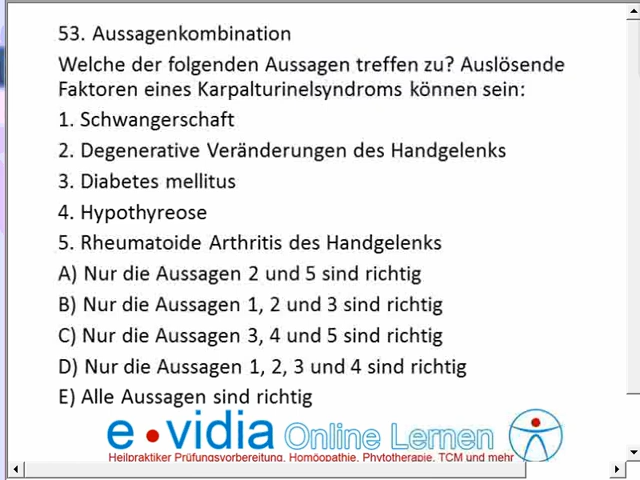 53. Aussagenkombination
Welche der folgenden Aussagen treffen zu? Auslösende
Faktoren eines Karpalturinelsyndroms können sein:
1. Schwangerschaft
2. Degenerative Veränderungen des Handgelenks
3. Diabetes mellitus
4. Hypothyreose
5. Rheumatoide Arthritis des Handgelenks
A) Nur die Aussagen 2 und 5 sind richtig
B) Nur die Aussagen 1, 2 und 3 sind richtig
C) Nur die Aussagen 3, 4 und 5 sind richtig
D) Nur die Aussagen 1, 2, 3 und 4 sind richtig
E) Alle Aussagen sind richtig
e•vidia Online Lernen
Heilpraktiker Prüfungsvorbereitung, Homöopathie, Phytotherapie, TCM und mehr